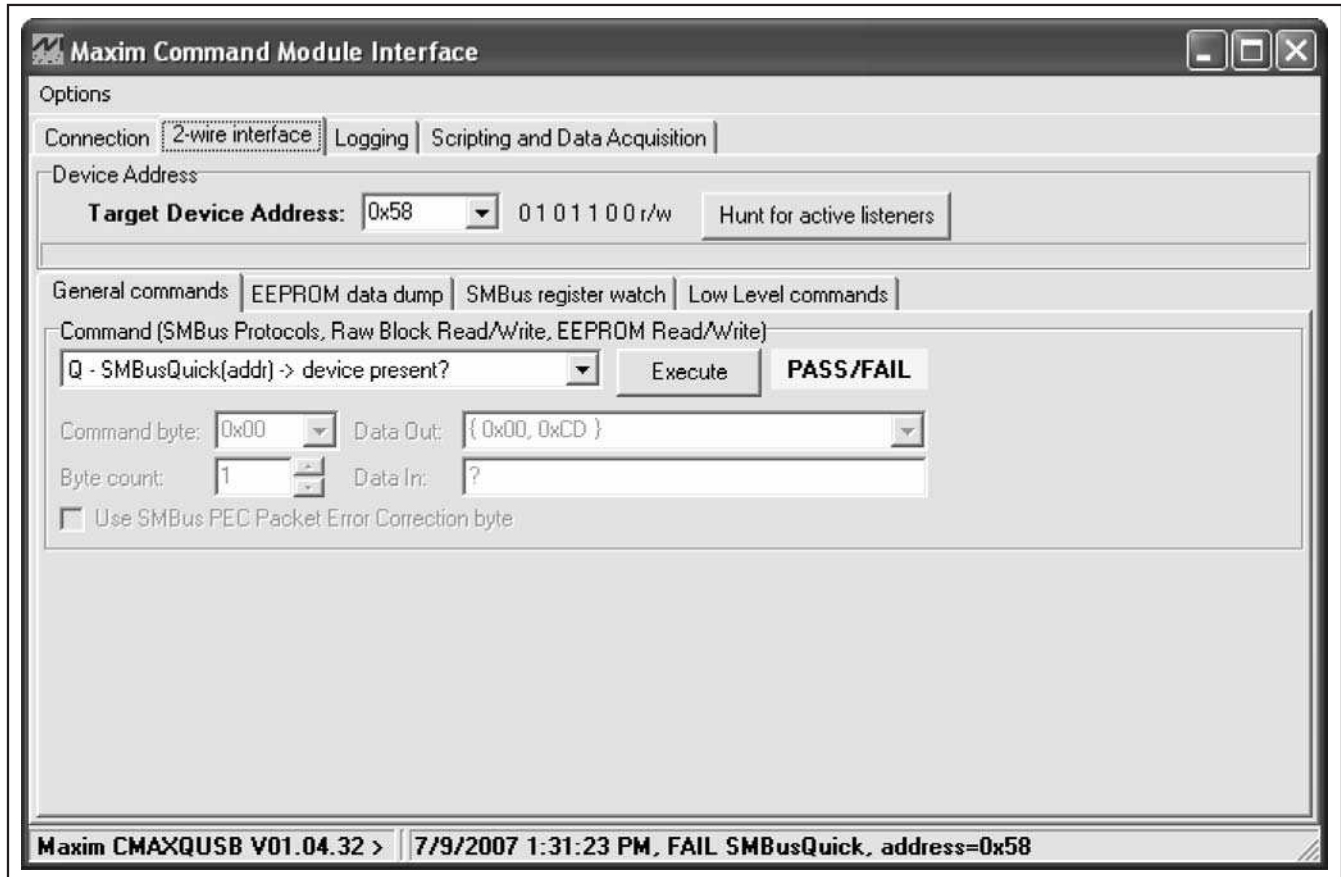 Maxim Command Module Interface
Options
Connection 2-wire interface Logging Scripting and Data Acquisition
Device Address
Target Device Address: 0x58 0 1 0 1 1 0 0 r/w Hunt for active listeners
General commands EEPROM data dump SMBus register watch Low Level commands
Command (SMBus Protocols, Raw Block Read/Write, EEPROM Read/Write)
Q - SMBusQuick(addr) -> device present? Execute PASS/FAIL
Command byte: 0x00 Data Out: { 0x00, 0xCD }
Byte count: 1 Data In: ?
Use SMBus PEC Packet Error Correction byte
Maxim CMAXQUSB V01.04.32 > 7/9/2007 1:31:23 PM, FAIL SMBusQuick, address=0x58